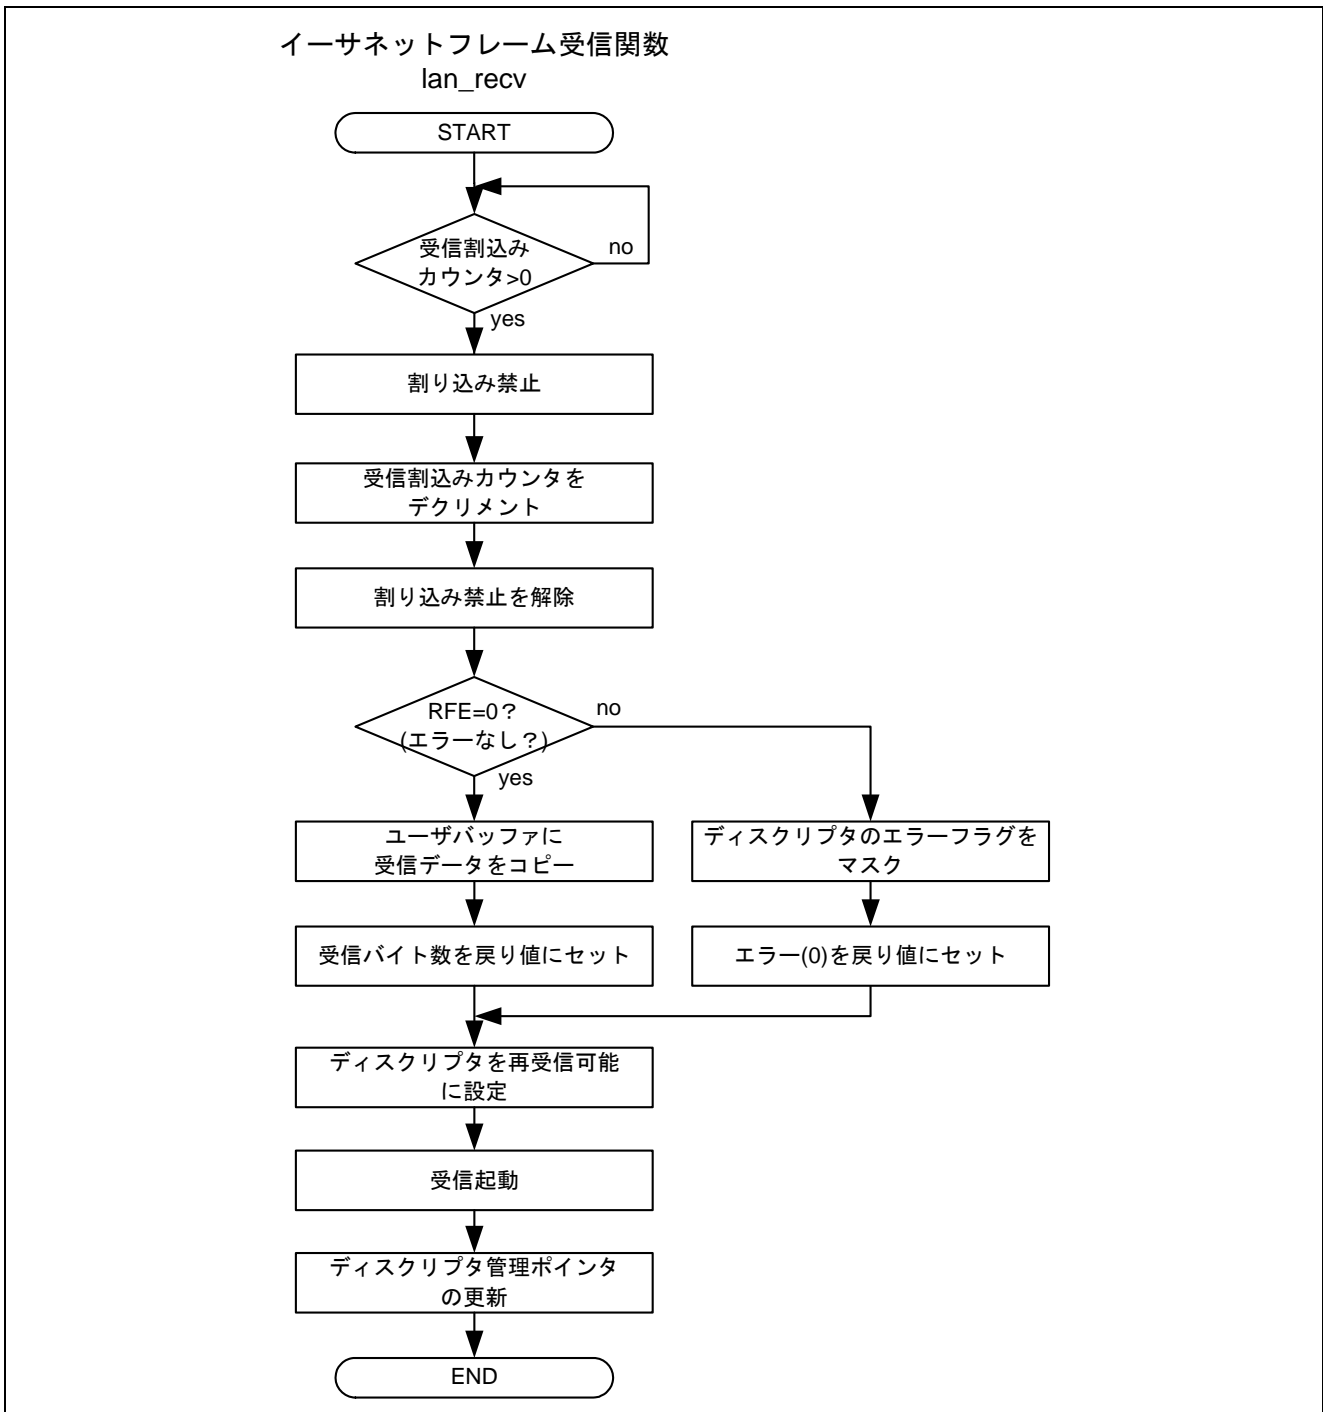 イーサネットフレーム受信関数
lan_recv
START
受信割込み
カウンタ>0
no
yes
割り込み禁止
受信割込みカウンタを
デクリメント
割り込み禁止を解除
RFE=0？
(エラーなし？)
no
yes
ユーザバッファに
受信データをコピー
ディスクリプタのエラーフラグを
マスク
受信バイト数を戻り値にセット
エラー(0)を戻り値にセット
ディスクリプタを再受信可能
に設定
受信起動
ディスクリプタ管理ポインタ
の更新
END